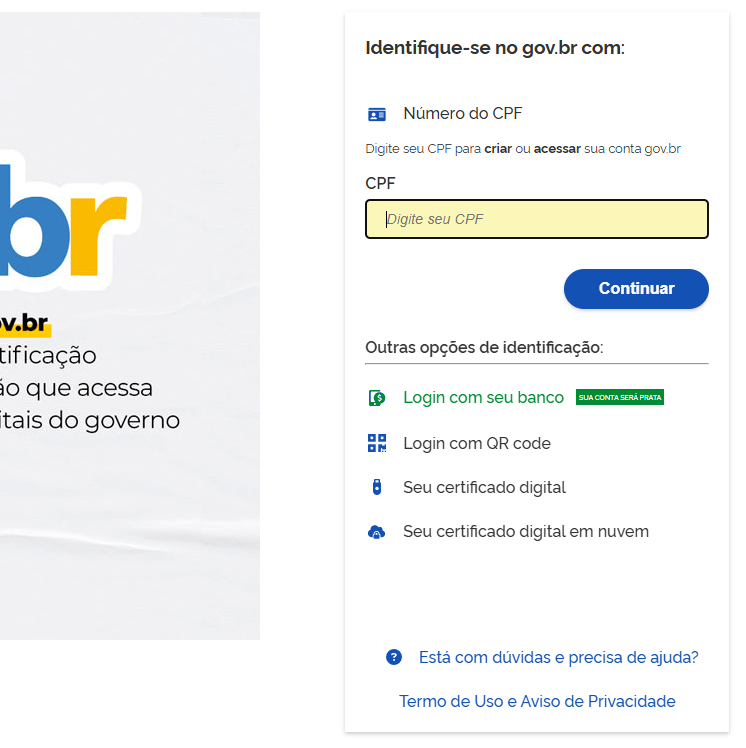 br
ov.br
tificação
ão que acessa
itais do governo
Identifique-se no gov.br com:
Número do CPF
Digite seu CPF para criar ou acessar sua conta gov.br
CPF
Digite seu CPF
Continuar
Outras opções de identificação:
Login com seu banco SUA CONTA SERÁ PRATA
Login com QR code
Seu certificado digital
Seu certificado digital em nuvem
Está com dúvidas e precisa de ajuda?
Termo de Uso e Aviso de Privacidade